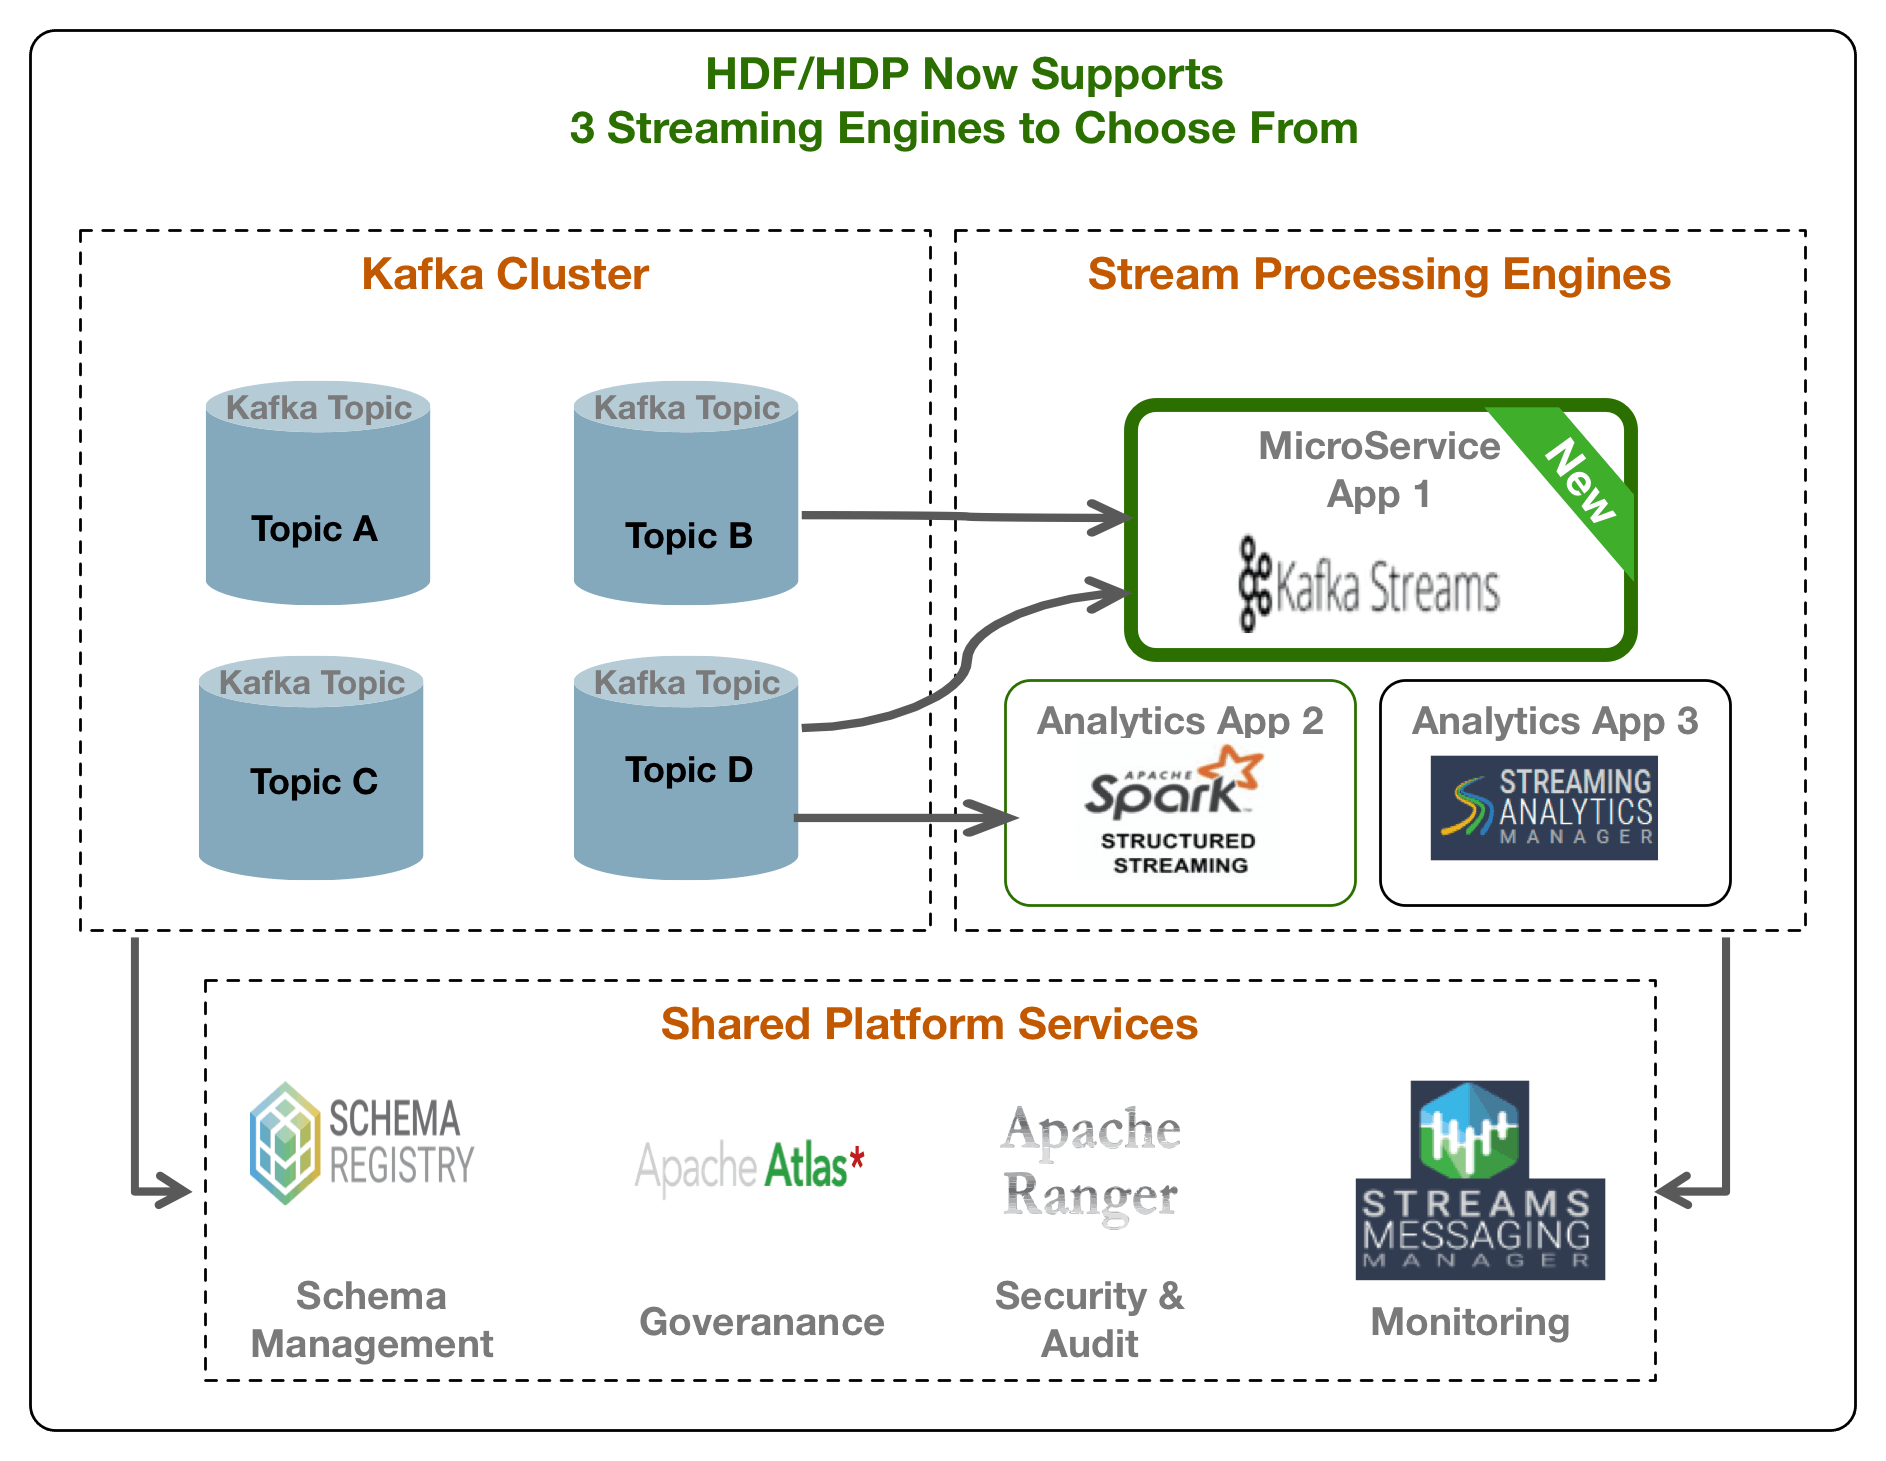 HDF/HDP Now Supports
3 Streaming Engines to Choose From
Kafka Cluster
Kafka Topic
Topic A
Kafka Topic
Topic B
Kafka Topic
Topic C
Kafka Topic
Topic D
Stream Processing Engines
MicroService
App 1
New
Kafka Streams
Analytics App 2
APACHE
Spark
STRUCTURED
STREAMING
Analytics App 3
STREAMING
ANALYTICS
MANAGER
Shared Platform Services
SCHEMA
REGISTRY
Schema
Management
Apache Atlas*
Goveranance
Apache
Ranger
Security &
Audit
STREAMS
MESSAGING
MANAGER
Monitoring